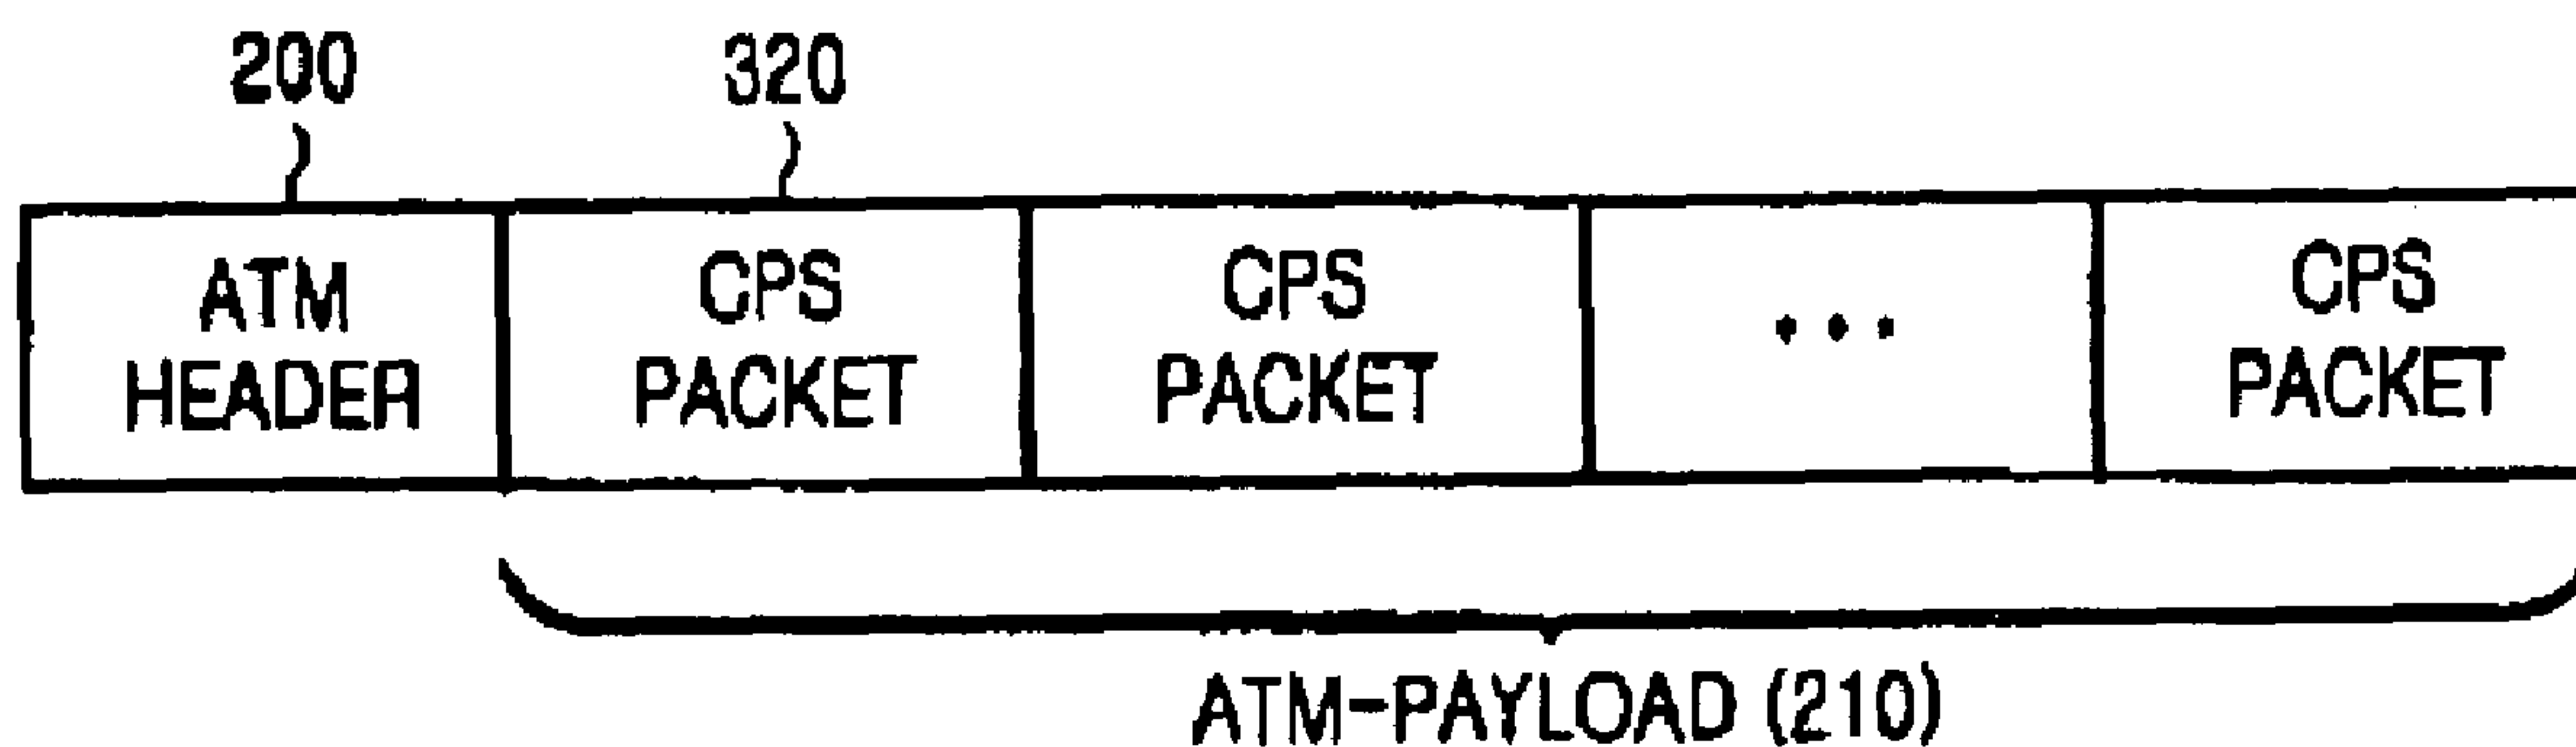 200 320
ATM HEADER CPS PACKET CPS PACKET ... CPS PACKET
ATM-PAYLOAD (210)